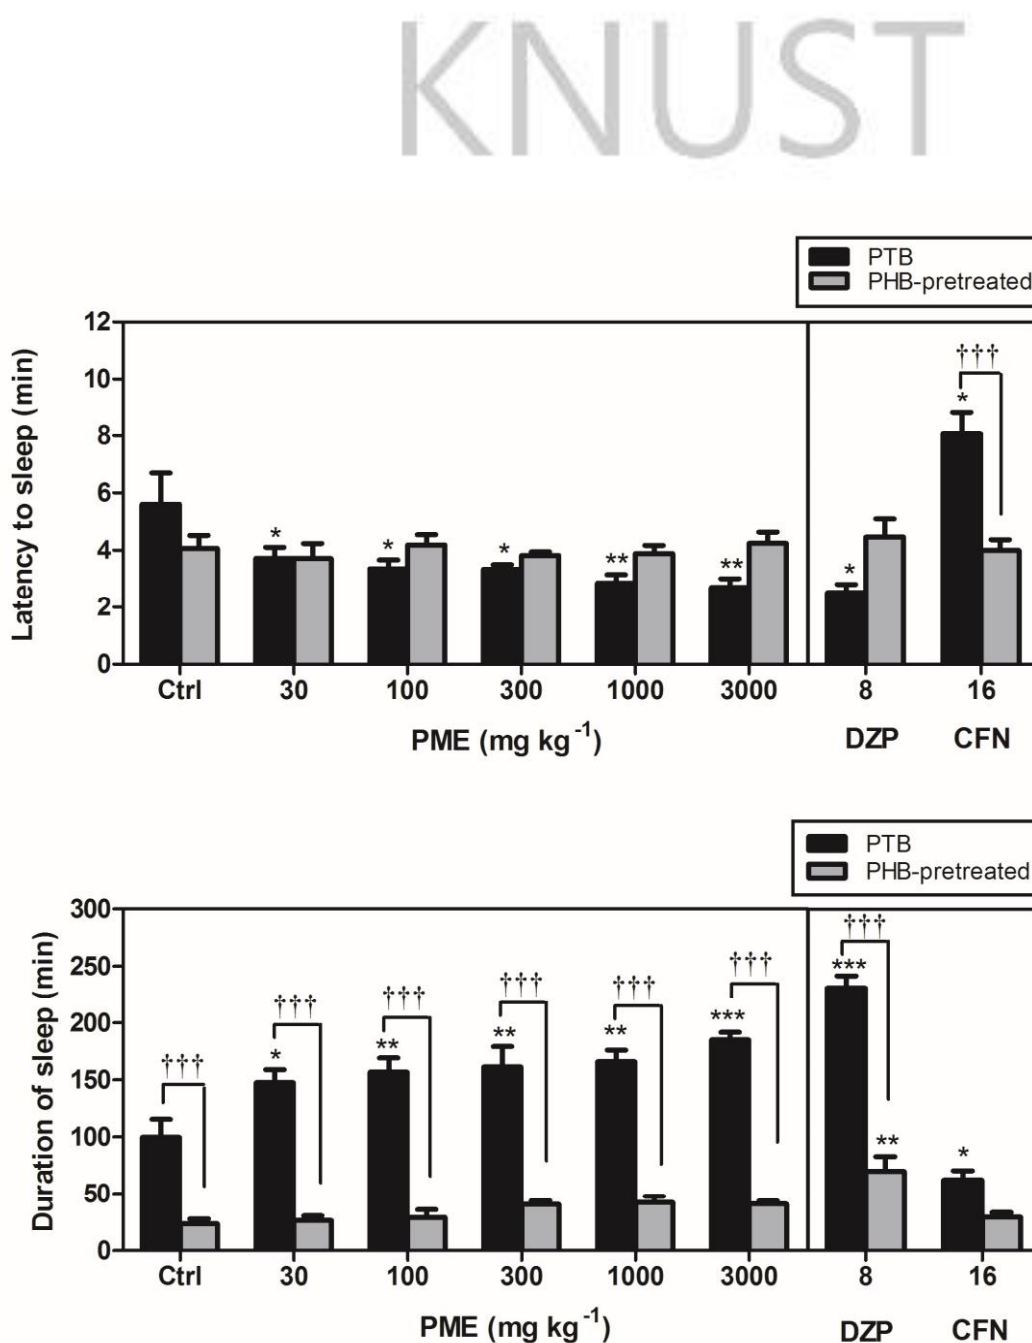 KNUST
PTB
PHB-pretreated
Latency to sleep (min)
12
10
8
6
4
2
0
†††
*
* * * ** ** *
Ctrl 30 100 300 1000 3000 8 16
PME (mg kg⁻¹) DZP CFN
PTB
PHB-pretreated
Duration of sleep (min)
300
250
200
150
100
50
0
††† ††† ††† ††† ††† ††† †††
* ** ** ** *** *** ** *
Ctrl 30 100 300 1000 3000 8 16
PME (mg kg⁻¹) DZP CFN